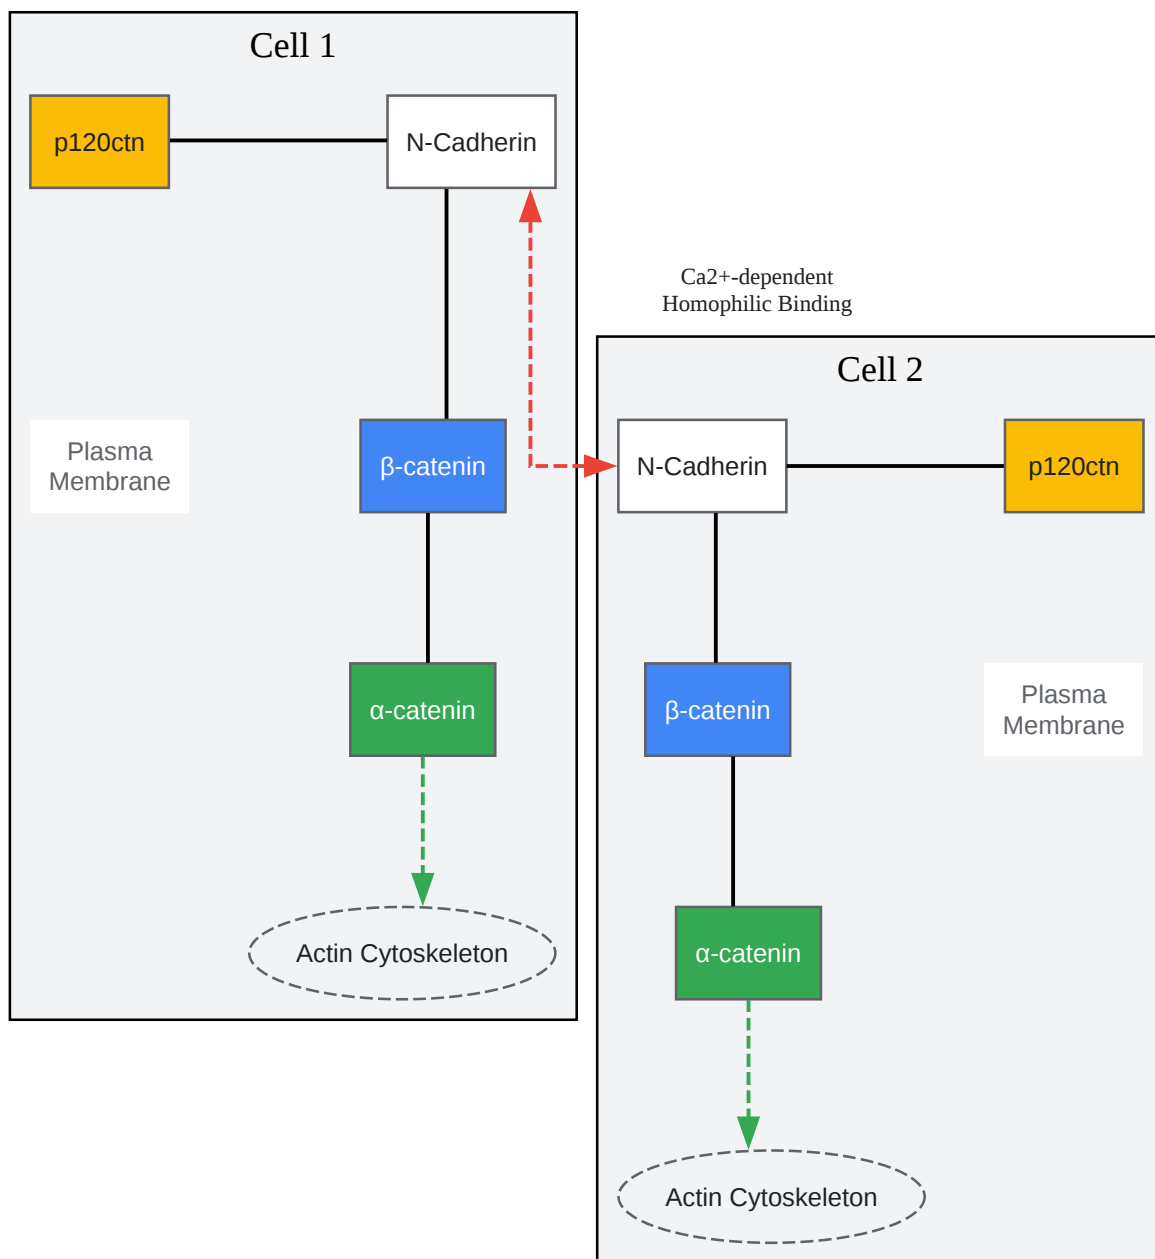 Cell 1
p120ctn
N-Cadherin
Plasma
Membrane
β-catenin
α-catenin
Actin Cytoskeleton
Ca2+-dependent
Homophilic Binding
Cell 2
N-Cadherin
p120ctn
β-catenin
Plasma
Membrane
α-catenin
Actin Cytoskeleton